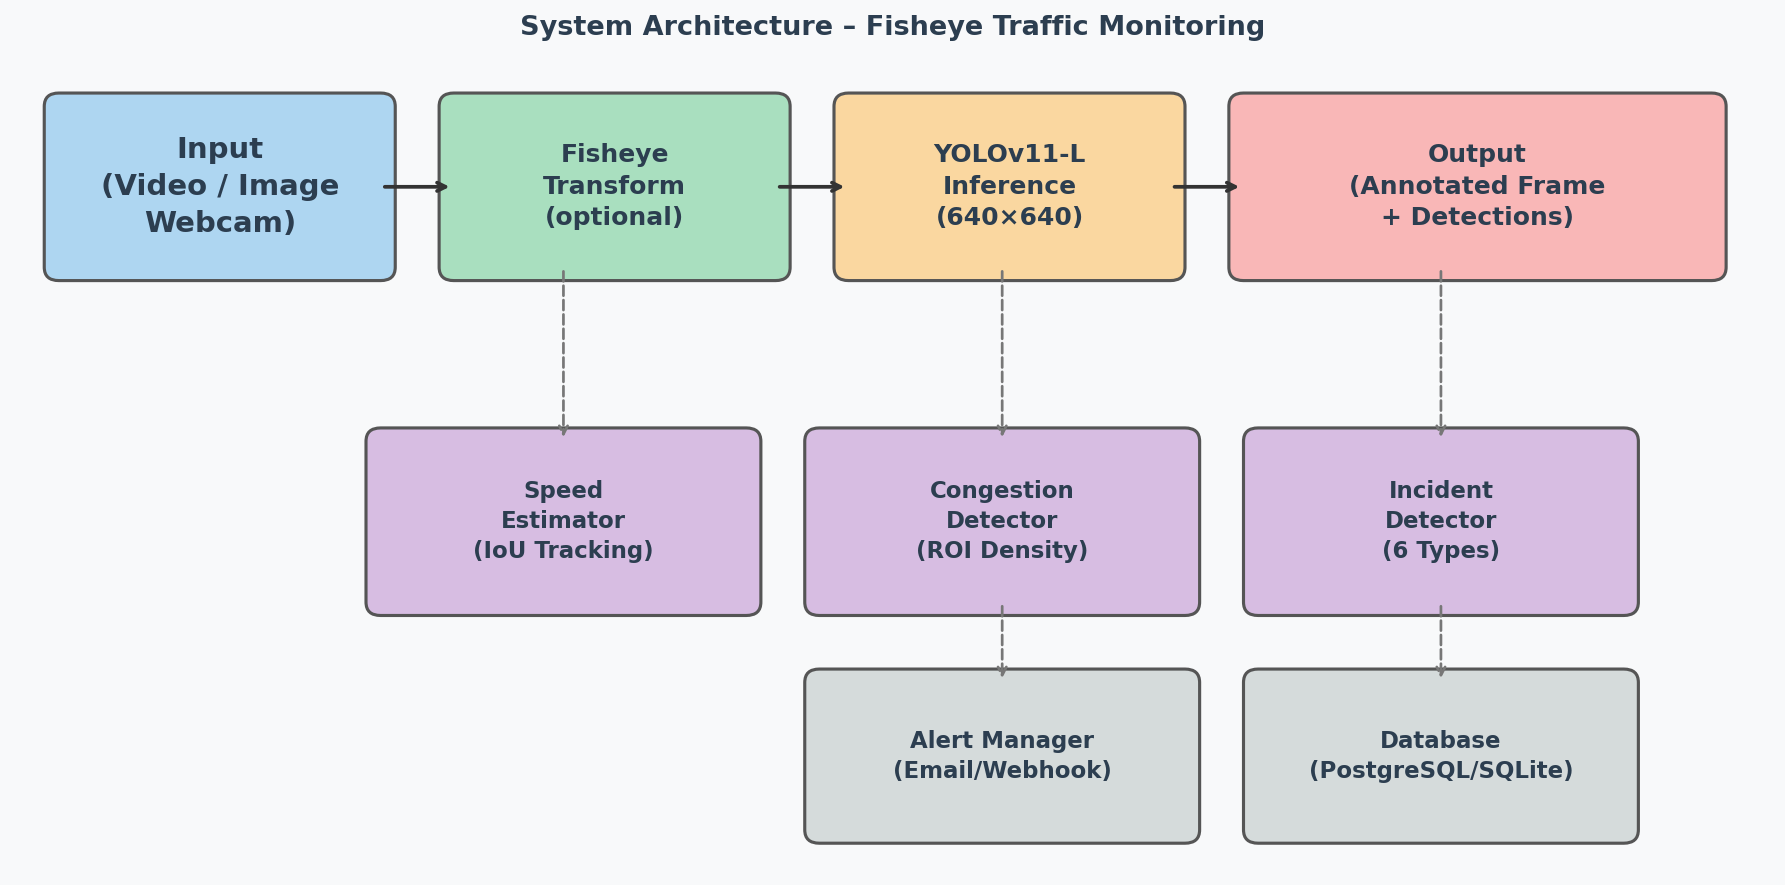 System Architecture – Fisheye Traffic Monitoring
Input
(Video / Image
Webcam)
Fisheye
Transform
(optional)
YOLOv11-L
Inference
(640×640)
Output
(Annotated Frame
+ Detections)
Speed
Estimator
(IoU Tracking)
Congestion
Detector
(ROI Density)
Incident
Detector
(6 Types)
Alert Manager
(Email/Webhook)
Database
(PostgreSQL/SQLite)